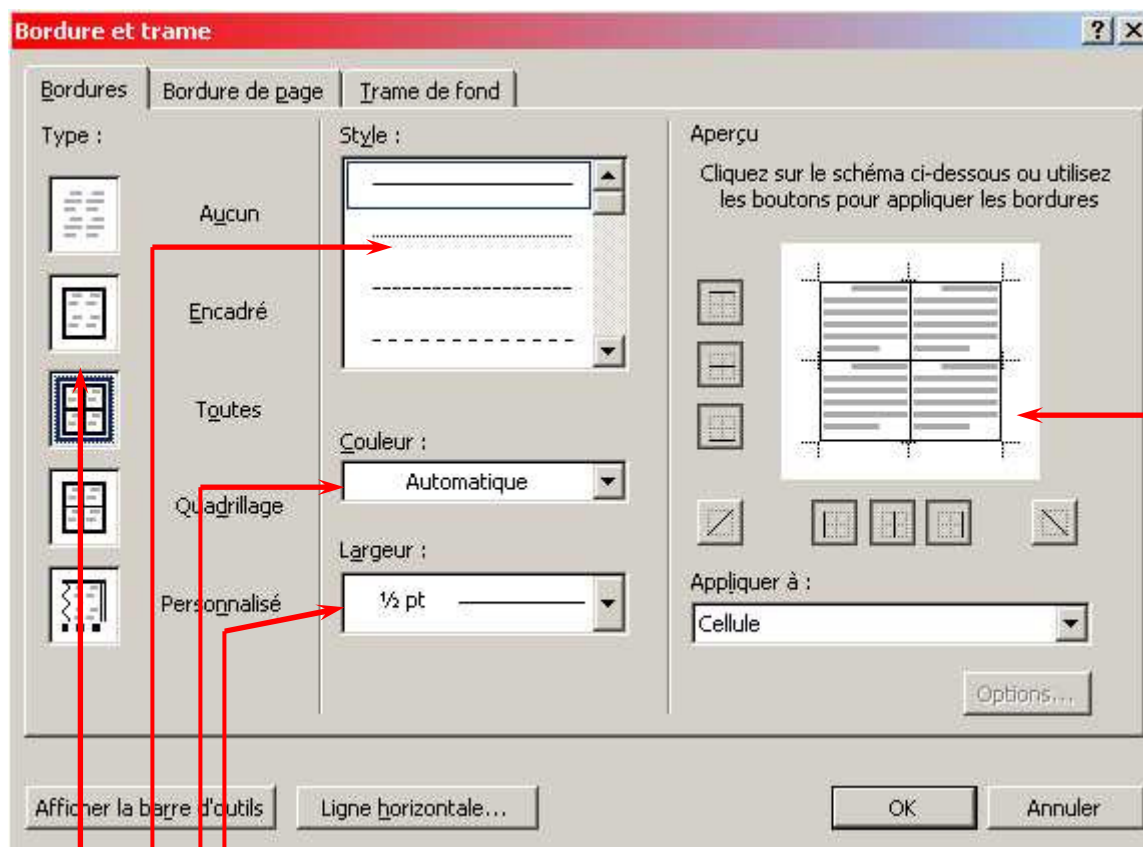 Bordure et trame
Bordures
Bordure de page
Trame de fond
Type :
Aucun
Encadré
Toutes
Quadrillage
Personnalisé
Style :
Couleur :
Automatique
Largeur :
½ pt
Aperçu
Cliquez sur le schéma ci-dessous ou utilisez
les boutons pour appliquer les bordures
Appliquer à :
Cellule
Options...
Afficher la barre d'outils
Ligne horizontale...
OK
Annuler